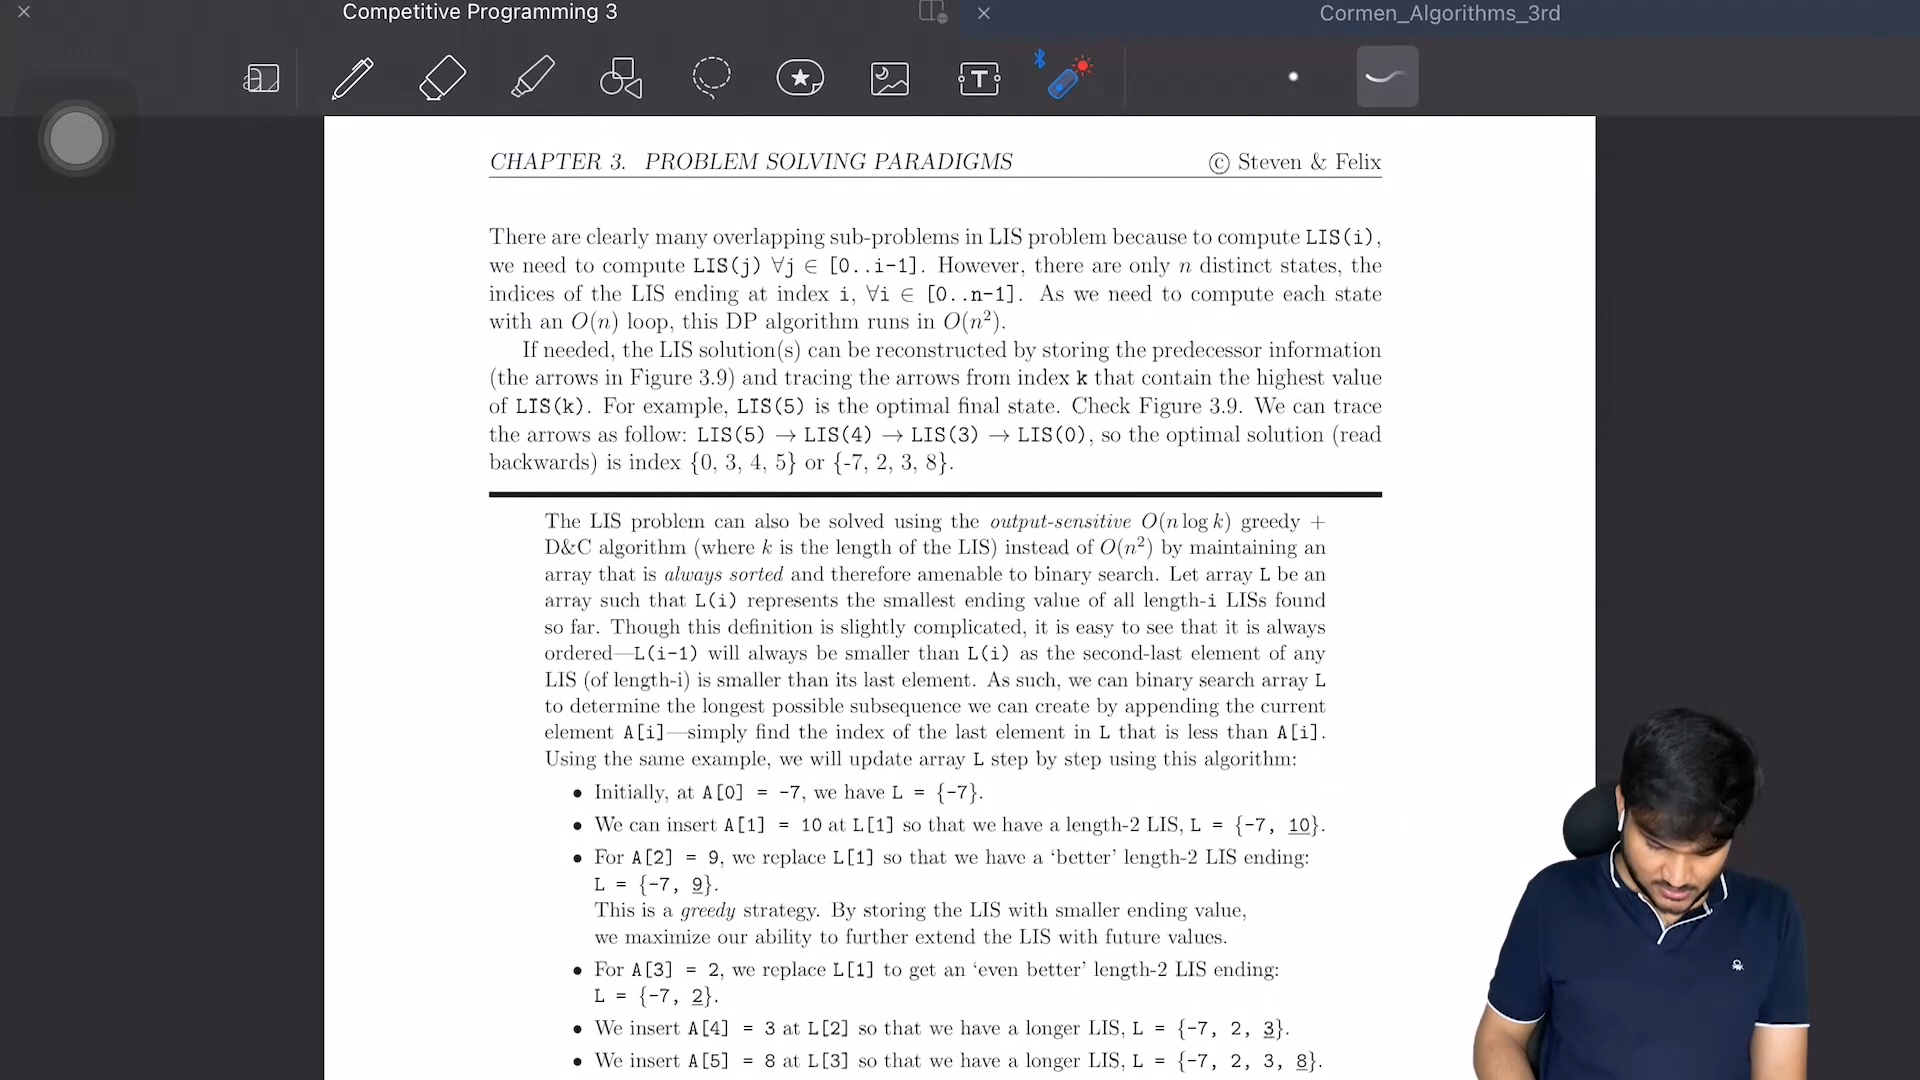 Competitive Programming 3
Cormen_Algorithms_3rd
a
T
CHAPTER 3. PROBLEM SOLVING PARADIGMS © Steven & Felix
There are clearly many overlapping sub-problems in LIS problem because to compute LIS(i),
we need to compute LIS(j) ∀j ∈ [0..i-1]. However, there are only n distinct states, the
indices of the LIS ending at index i, ∀i ∈ [0..n-1]. As we need to compute each state
with an O(n) loop, this DP algorithm runs in O(n²).
If needed, the LIS solution(s) can be reconstructed by storing the predecessor information
(the arrows in Figure 3.9) and tracing the arrows from index k that contain the highest value
of LIS(k). For example, LIS(5) is the optimal final state. Check Figure 3.9. We can trace
the arrows as follow: LIS(5) → LIS(4) → LIS(3) → LIS(0), so the optimal solution (read
backwards) is index {0, 3, 4, 5} or {-7, 2, 3, 8}.
The LIS problem can also be solved using the output-sensitive O(n log k) greedy +
D&C algorithm (where k is the length of the LIS) instead of O(n²) by maintaining an
array that is always sorted and therefore amenable to binary search. Let array L be an
array such that L(i) represents the smallest ending value of all length-i LISs found
so far. Though this definition is slightly complicated, it is easy to see that it is always
ordered—L(i-1) will always be smaller than L(i) as the second-last element of any
LIS (of length-i) is smaller than its last element. As such, we can binary search array L
to determine the longest possible subsequence we can create by appending the current
element A[i]—simply find the index of the last element in L that is less than A[i].
Using the same example, we will update array L step by step using this algorithm:
• Initially, at A[0] = -7, we have L = {-7}.
• We can insert A[1] = 10 at L[1] so that we have a length-2 LIS, L = {-7, 10}.
• For A[2] = 9, we replace L[1] so that we have a ‘better’ length-2 LIS ending:
L = {-7, 9}.
This is a greedy strategy. By storing the LIS with smaller ending value,
we maximize our ability to further extend the LIS with future values.
• For A[3] = 2, we replace L[1] to get an ‘even better’ length-2 LIS ending:
L = {-7, 2}.
• We insert A[4] = 3 at L[2] so that we have a longer LIS, L = {-7, 2, 3}.
• We insert A[5] = 8 at L[3] so that we have a longer LIS, L = {-7, 2, 3, 8}.